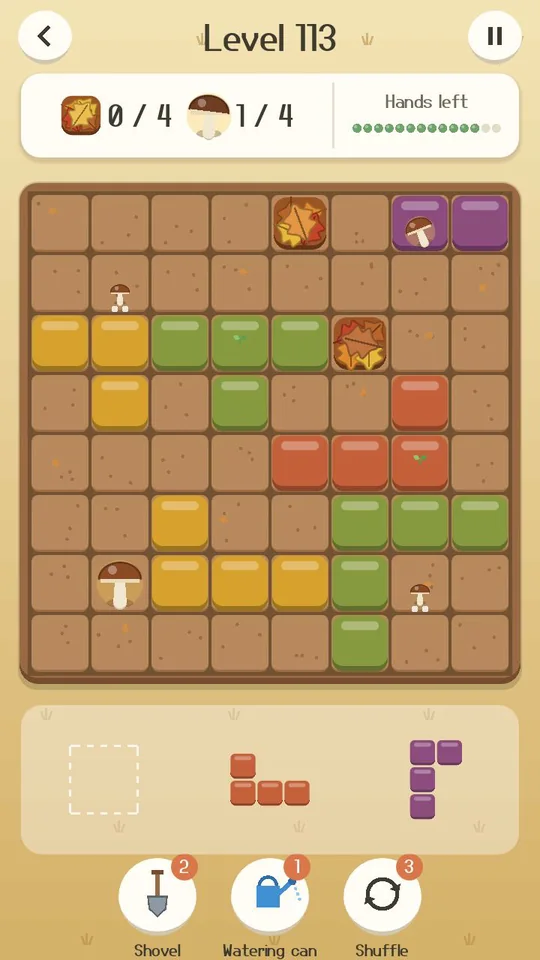 Level 113
0 / 4 1 / 4
Hands left
2 1 3
Shovel Watering can Shuffle